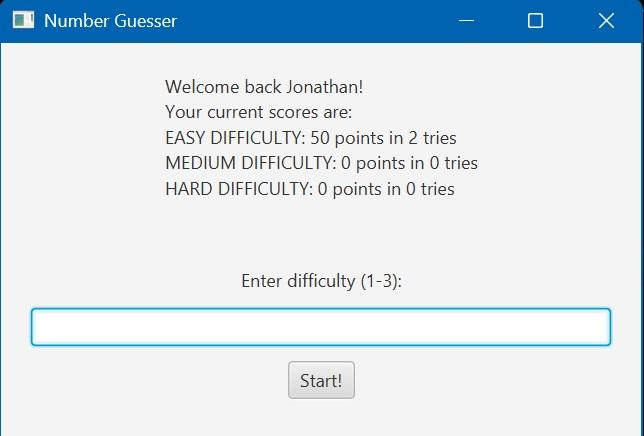 Number Guesser
Welcome back Jonathan!
Your current scores are:
EASY DIFFICULTY: 50 points in 2 tries
MEDIUM DIFFICULTY: 0 points in 0 tries
HARD DIFFICULTY: 0 points in 0 tries
Enter difficulty (1-3):
Start!